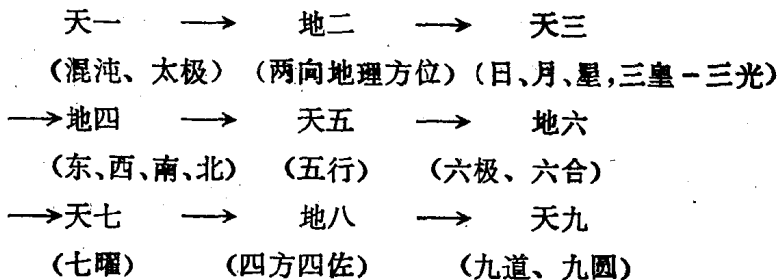 天一 → 地二 → 天三
（混沌、太极）（两向地理方位）（日、月、星，三皇－三光）
→地四 → 天五 → 地六
（东、西、南、北）（五行）（六极、六合）
→天七 → 地八 → 天九
（七曜）（四方四佐）（九道、九圆）